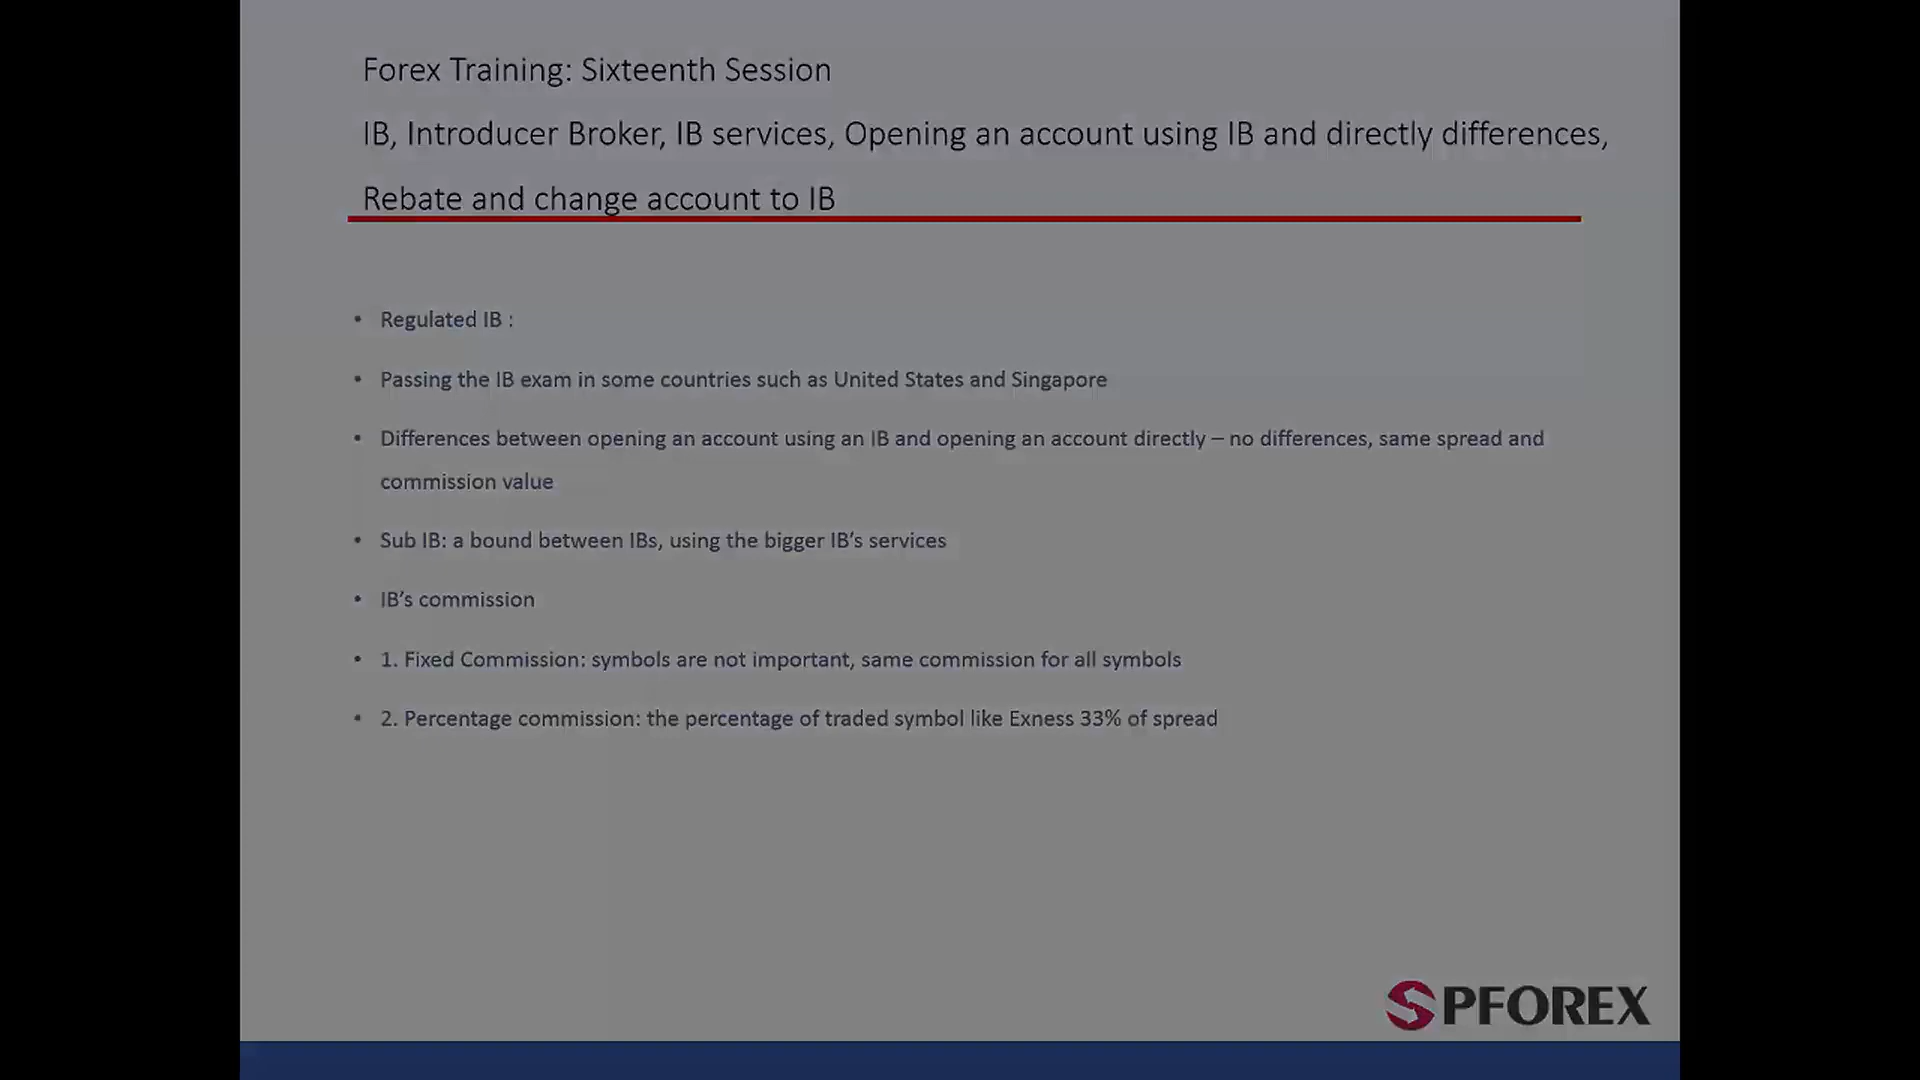 Forex Training: Sixteenth Session
IB, Introducer Broker, IB services, Opening an account using IB and directly differences,
Rebate and change account to IB
• Regulated IB :
• Passing the IB exam in some countries such as United States and Singapore
• Differences between opening an account using an IB and opening an account directly – no differences, same spread and
commission value
• Sub IB: a bound between IBs, using the bigger IB’s services
• IB’s commission
• 1. Fixed Commission: symbols are not important, same commission for all symbols
• 2. Percentage commission: the percentage of traded symbol like Exness 33% of spread
SPFOREX